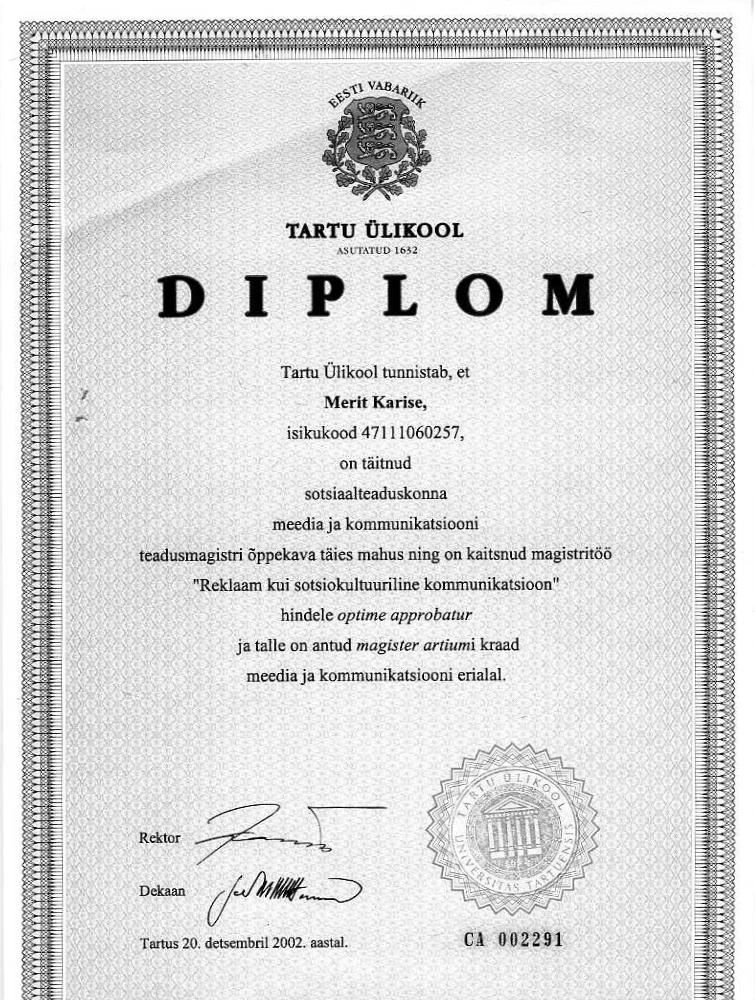 EESTI VABARIIK
TARTU ÜLIKOOL
ASUTATUD 1632
DIPLOM
Tartu Ülikool tunnistab, et
Merit Karise,
isikukood 47111060257,
on täitnud
sotsiaalteaduskonna
meedia ja kommunikatsiooni
teadusmagistri õppekava täies mahus ning on kaitsnud magistritöö
"Reklaam kui sotsiokultuuriline kommunikatsioon"
hindele optime approbatur
ja talle on antud magister artiumi kraad
meedia ja kommunikatsiooni erialal.
TARTU ÜLIKOOL
UNIVERSITAS TARTUENSIS
Rektor
Dekaan
Tartus 20. detsembril 2002. aastal.
CA 002291